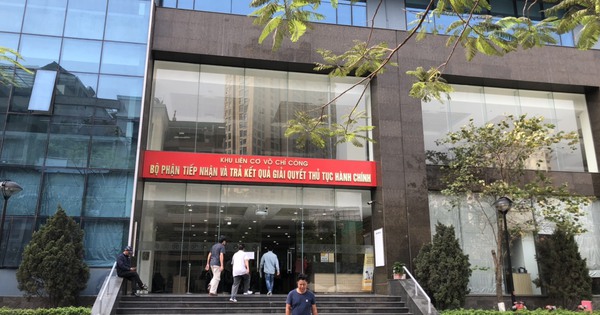 KHU LIÊN CƠ VÕ CHÍ CÔNG
BỘ PHẬN TIẾP NHẬN VÀ TRẢ KẾT QUẢ GIẢI QUYẾT THỦ TỤC HÀNH CHÍNH